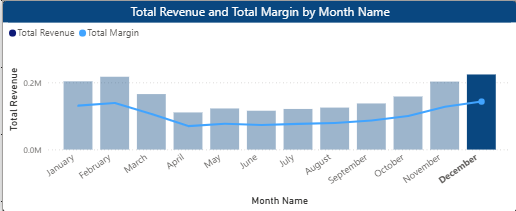 Total Revenue and Total Margin by Month Name
Total Revenue Total Margin
Total Revenue
0.2M
0.0M
January
February
March
April
May
June
July
August
September
October
November
December
Month Name